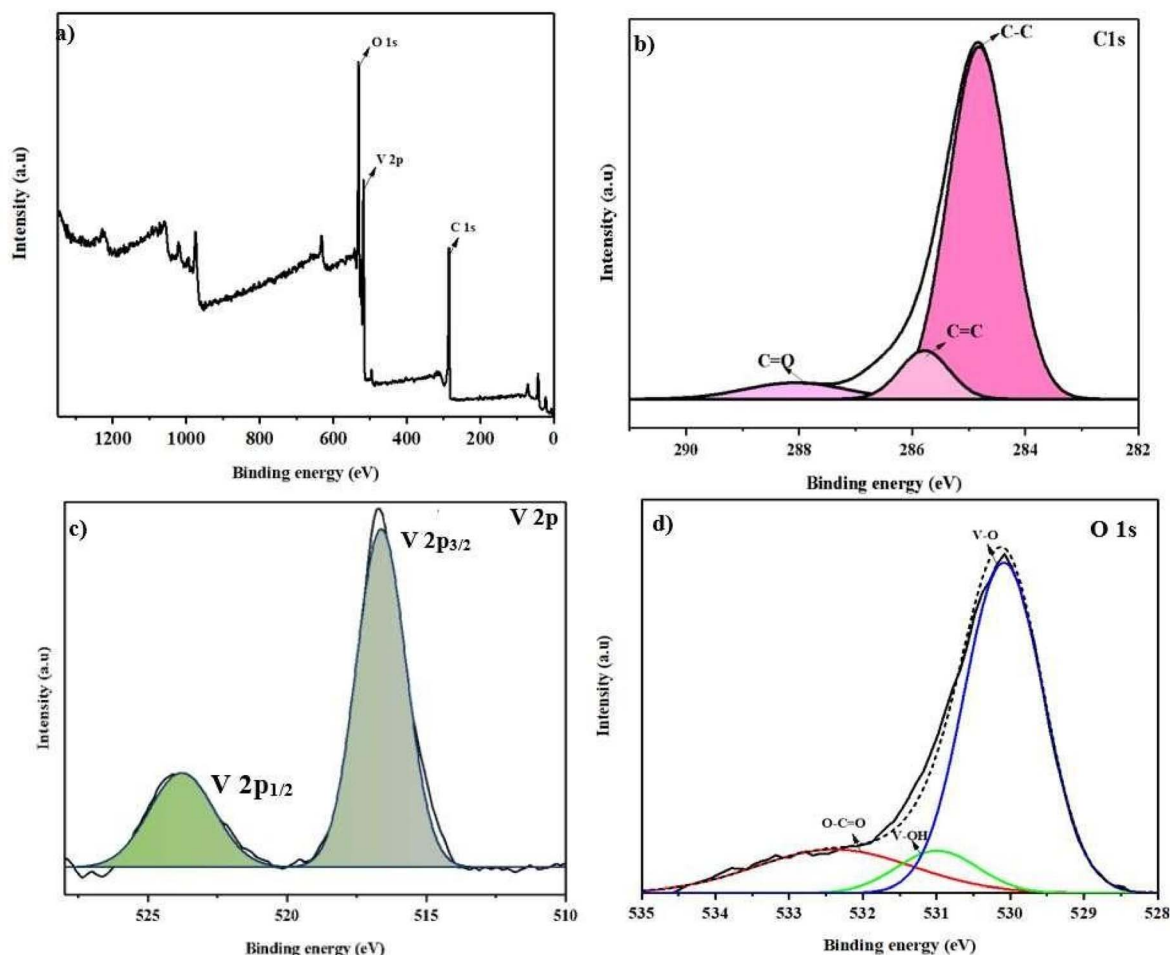 a)
O 1s
V 2p
C 1s
Intensity (a.u)
1200 1000 800 600 400 200 0
Binding energy (eV)
b)
C-C
C1s
C=C
C=O
Intensity (a.u)
290 288 286 284 282
Binding energy (eV)
c)
V 2p
V 2p3/2
V 2p1/2
Intensity (a.u)
525 520 515 510
Binding energy (eV)
d)
O 1s
V-O
O-C=O
V-OH
Intensity (a.u)
535 534 533 532 531 530 529 528
Binding energy (eV)